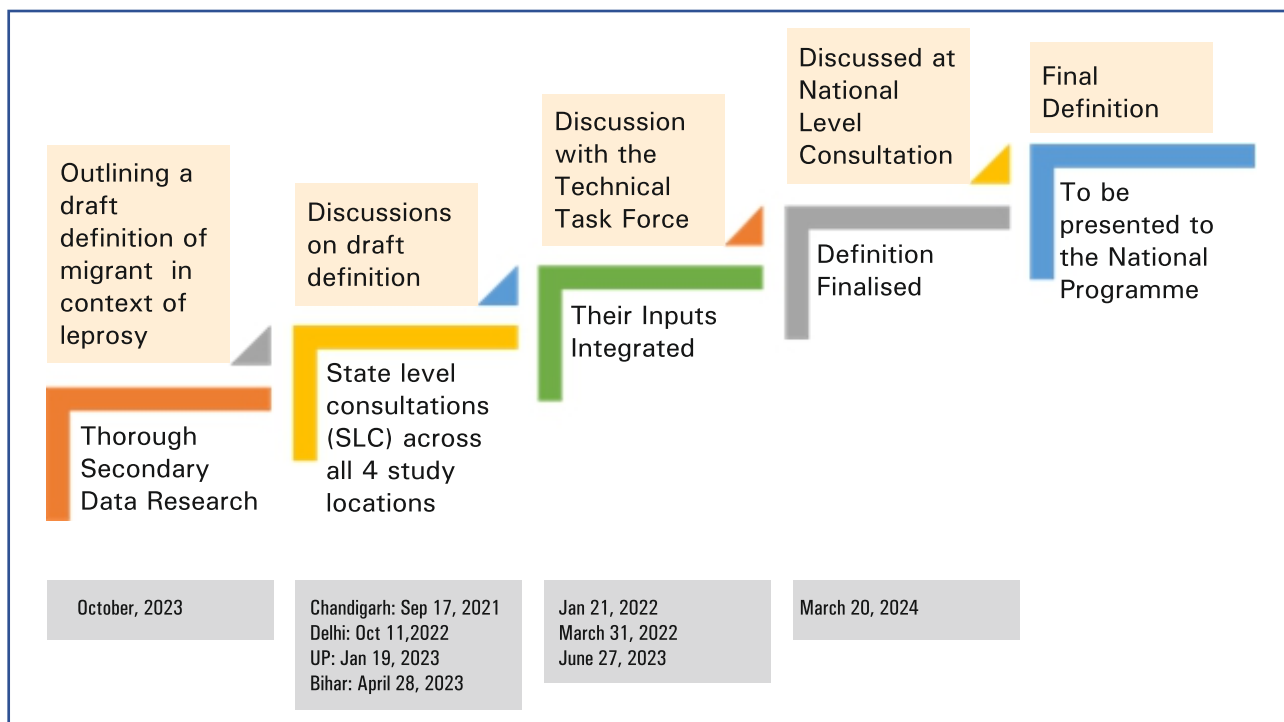 Outlining a
draft
definition of
migrant in
context of
leprosy
Thorough
Secondary
Data Research
October, 2023
Discussions
on draft
definition
State level
consultations
(SLC) across
all 4 study
locations
Chandigarh: Sep 17, 2021
Delhi: Oct 11,2022
UP: Jan 19, 2023
Bihar: April 28, 2023
Discussion
with the
Technical
Task Force
Their Inputs
Integrated
Jan 21, 2022
March 31, 2022
June 27, 2023
Discussed at
National
Level
Consultation
Definition
Finalised
March 20, 2024
Final
Definition
To be
presented to
the National
Programme